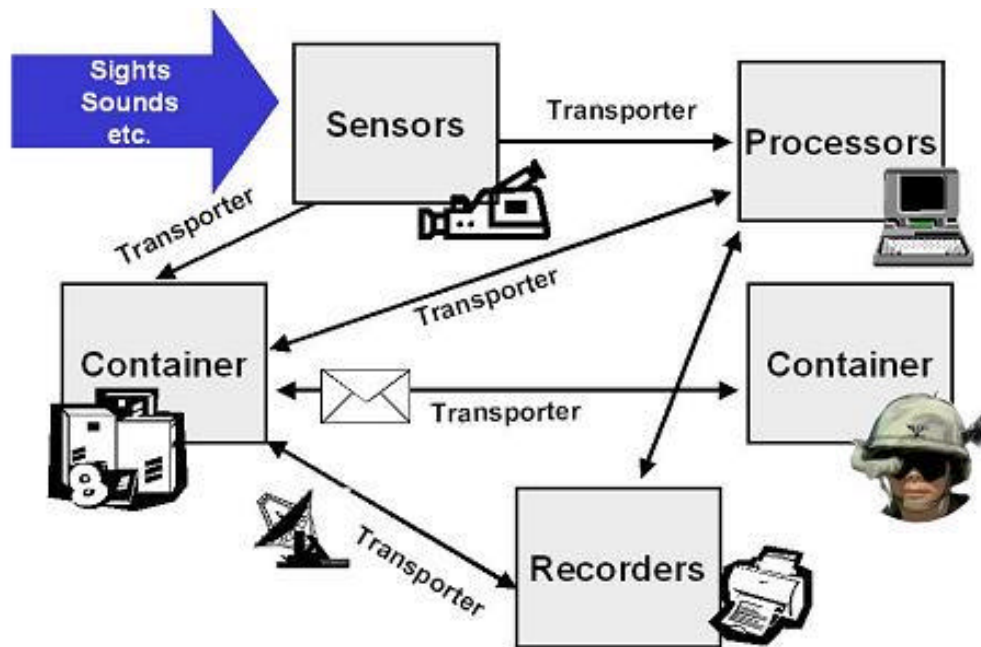 Sights
Sounds
etc.
Sensors
Transporter
Processors
Transporter
Transporter
Container
Container
Transporter
Transporter
Recorders